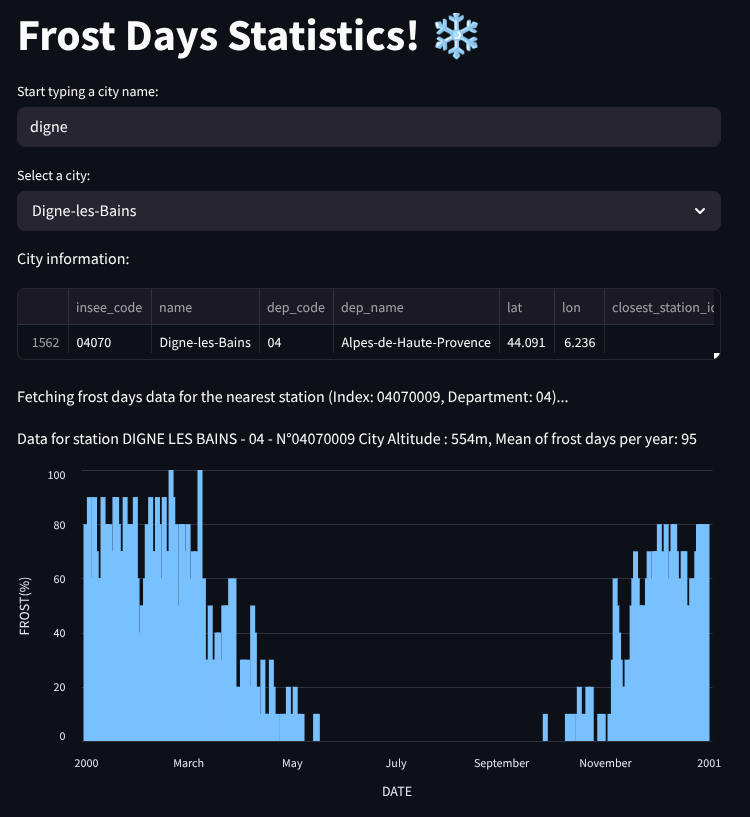 Frost Days Statistics! ❄️
Start typing a city name:
digne
Select a city:
Digne-les-Bains
City information:
insee_code name dep_code dep_name lat lon closest_station_ic
1562 04070 Digne-les-Bains 04 Alpes-de-Haute-Provence 44.091 6.236
Fetching frost days data for the nearest station (Index: 04070009, Department: 04)...
Data for station DIGNE LES BAINS - 04 - N°04070009 City Altitude : 554m, Mean of frost days per year: 95
100
80
60
40
20
0
FROST(%)
2000 March May July September November 2001
DATE